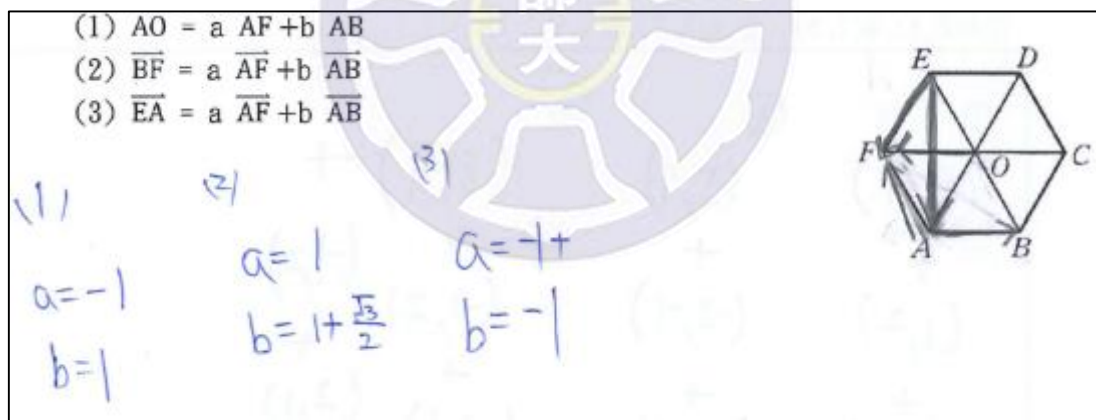 (1) AO = a AF +b AB
(2) BF = a AF +b AB
(3) EA = a AF +b AB
大
E D
F O C
A B
(1)
a=-1
b=1
(2)
a= 1
b= 1+ √3/2
(3)
a=-1+
b=-1